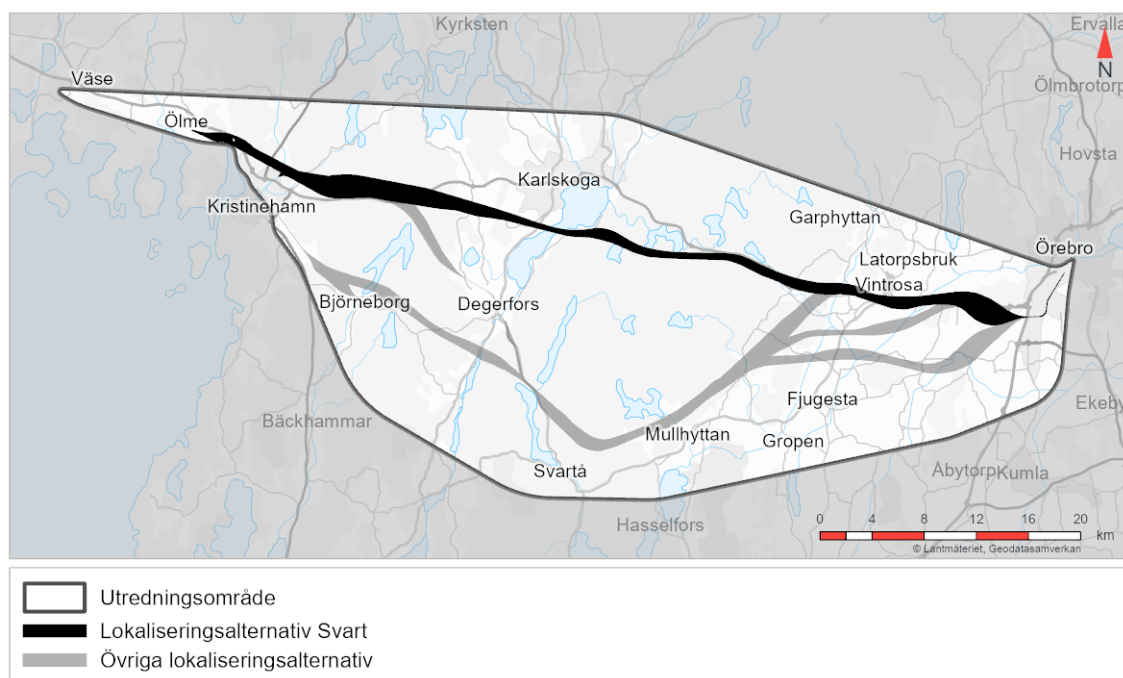 Kyrksten
Ervalla
N
Väse
Ölmbrotorp
Ölme
Hovsta
Karlskoga
Kristinehamn
Garphyttan
Örebro
Latorpsbruk
Vintrosa
Björneborg
Degerfors
Fjugesta
Ekeby
Bäckhammar
Mullhyttan
Gropen
Svartå
Åbytorp
Kumla
Hasselfors
0 4 8 12 16 20
km
© Lantmäteriet, Geodatasamverkan
Utredningsområde
Lokaliseringsalternativ Svart
Övriga lokaliseringsalternativ